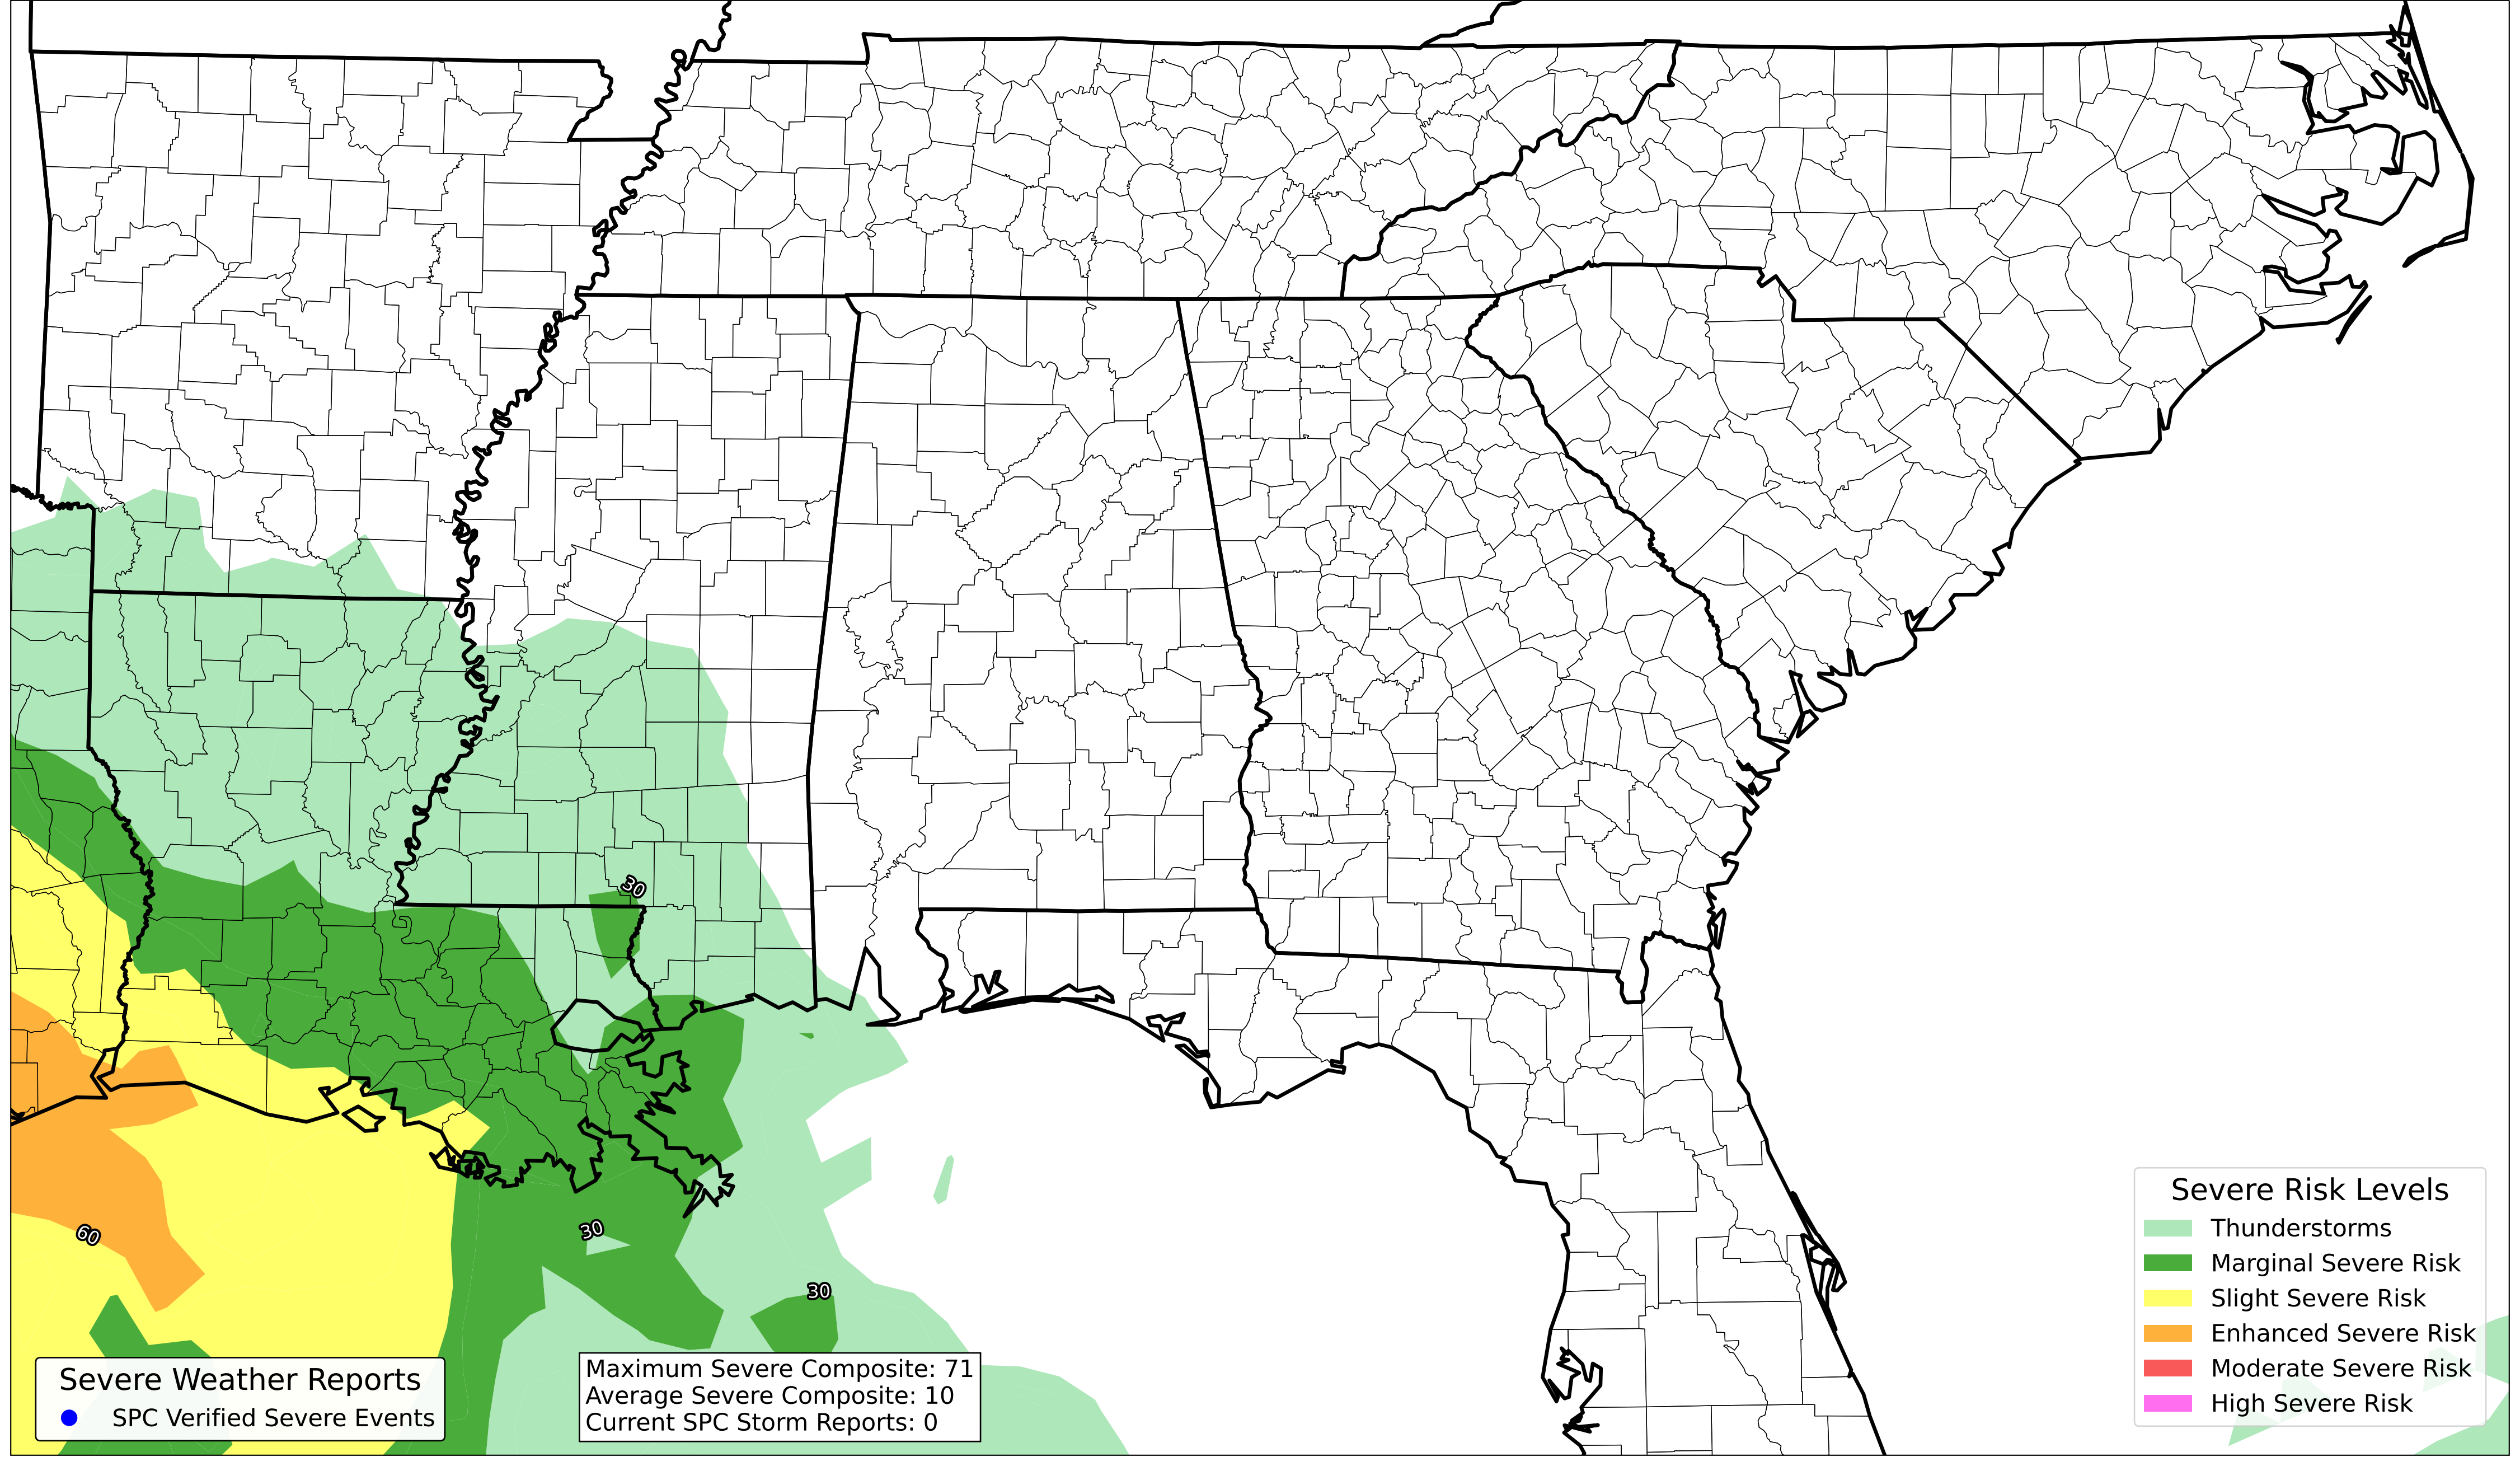 30
60
30
30
Severe Weather Reports
SPC Verified Severe Events
Maximum Severe Composite: 71
Average Severe Composite: 10
Current SPC Storm Reports: 0
Severe Risk Levels
Thunderstorms
Marginal Severe Risk
Slight Severe Risk
Enhanced Severe Risk
Moderate Severe Risk
High Severe Risk